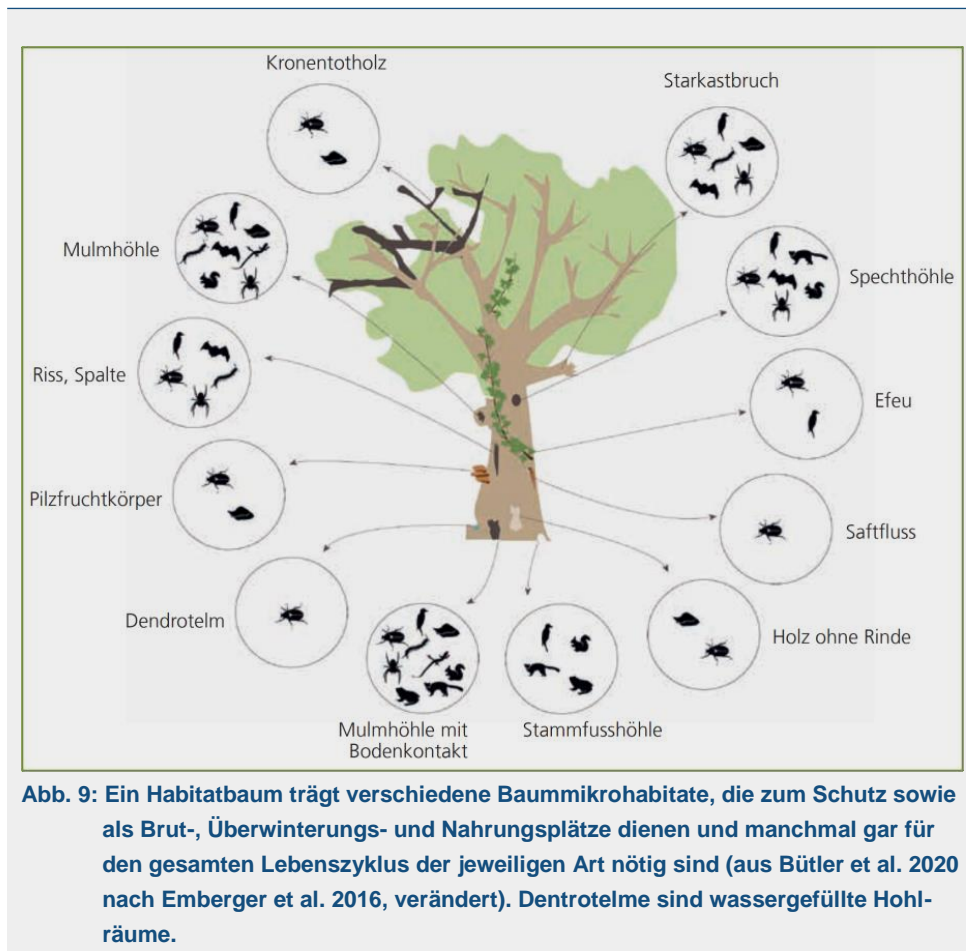 Kronentotholz
Starkastbruch
Mulmhöhle
Spechthöhle
Riss, Spalte
Efeu
Pilzfruchtkörper
Saftfluss
Dendrotelm
Holz ohne Rinde
Mulmhöhle mit
Bodenkontakt
Stammfusshöhle
Abb. 9: Ein Habitatbaum trägt verschiedene Baummikrohabitate, die zum Schutz sowie
als Brut-, Überwinterungs- und Nahrungsplätze dienen und manchmal gar für
den gesamten Lebenszyklus der jeweiligen Art nötig sind (aus Bütler et al. 2020
nach Emberger et al. 2016, verändert). Dentrotelme sind wassergefüllte Hohl-
räume.